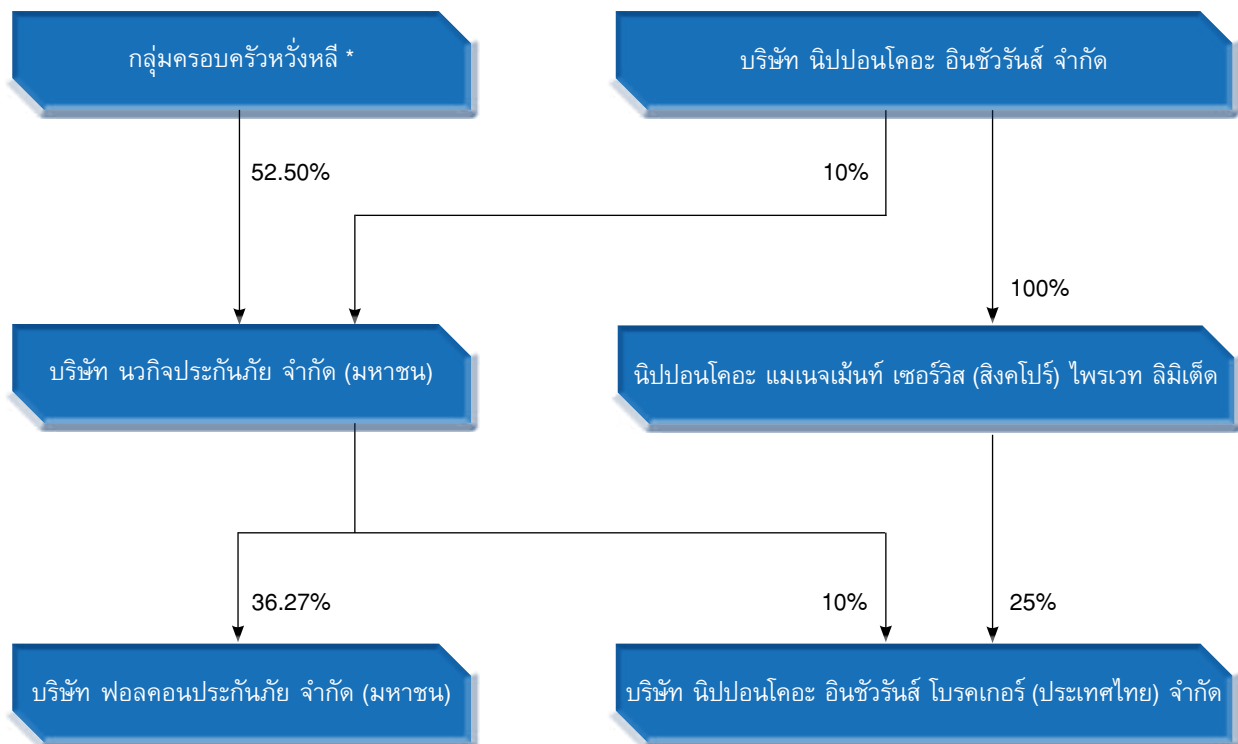 กลุ่มครอบครัวหวั่งหลี *
บริษัท นิปปอนโคอะ อินชัวรันส์ จำกัด
52.50%
10%
100%
บริษัท นวกิจประกันภัย จำกัด (มหาชน)
นิปปอนโคอะ แมเนจเม้นท์ เซอร์วิส (สิงคโปร์) ไพรเวท ลิมิเต็ด
36.27%
10%
25%
บริษัท ฟอลคอนประกันภัย จำกัด (มหาชน)
บริษัท นิปปอนโคอะ อินชัวรันส์ โบรคเกอร์ (ประเทศไทย) จำกัด